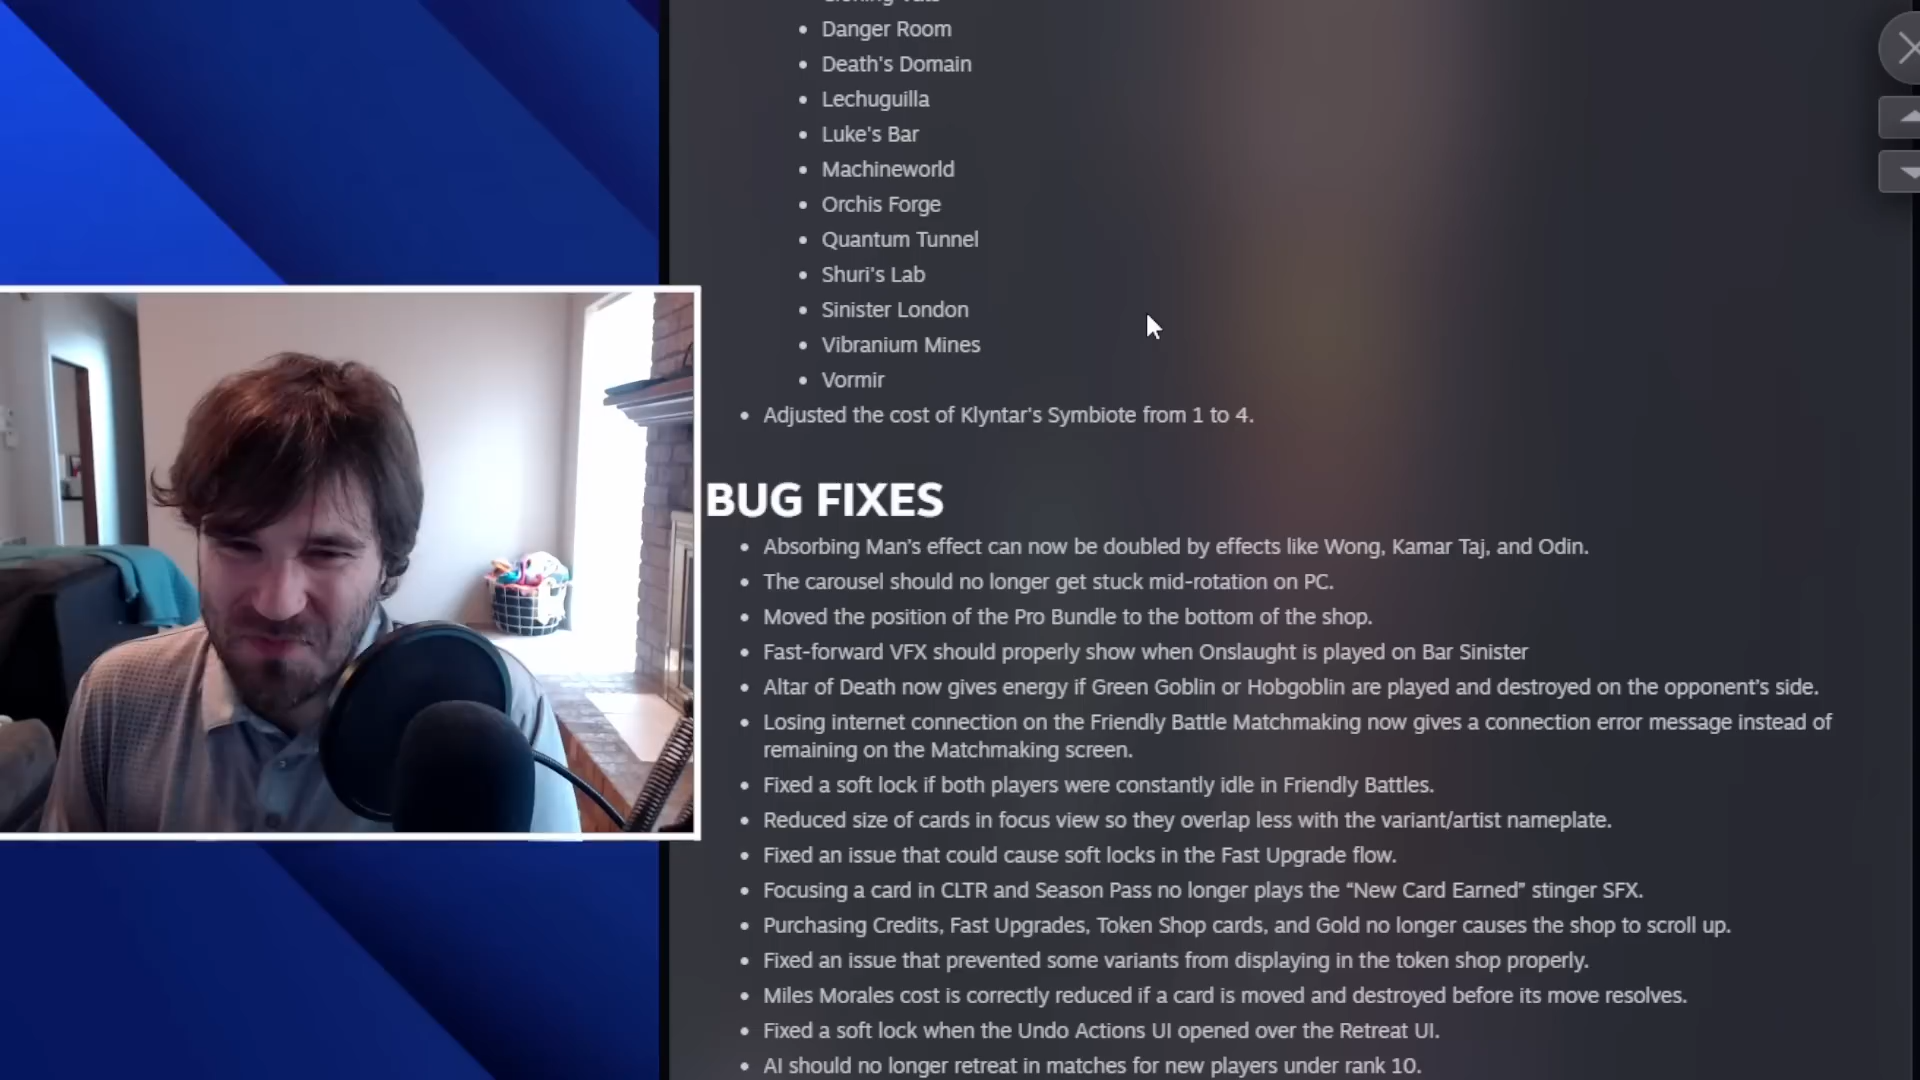 Danger Room
Death's Domain
Lechuguilla
Luke's Bar
Machineworld
Orchis Forge
Quantum Tunnel
Shuri's Lab
Sinister London
Vibranium Mines
Vormir
Adjusted the cost of Klyntar's Symbiote from 1 to 4.
BUG FIXES
Absorbing Man's effect can now be doubled by effects like Wong, Kamar Taj, and Odin.
The carousel should no longer get stuck mid-rotation on PC.
Moved the position of the Pro Bundle to the bottom of the shop.
Fast-forward VFX should properly show when Onslaught is played on Bar Sinister
Altar of Death now gives energy if Green Goblin or Hobgoblin are played and destroyed on the opponent's side.
Losing internet connection on the Friendly Battle Matchmaking now gives a connection error message instead of
remaining on the Matchmaking screen.
Fixed a soft lock if both players were constantly idle in Friendly Battles.
Reduced size of cards in focus view so they overlap less with the variant/artist nameplate.
Fixed an issue that could cause soft locks in the Fast Upgrade flow.
Focusing a card in CLTR and Season Pass no longer plays the “New Card Earned” stinger SFX.
Purchasing Credits, Fast Upgrades, Token Shop cards, and Gold no longer causes the shop to scroll up.
Fixed an issue that prevented some variants from displaying in the token shop properly.
Miles Morales cost is correctly reduced if a card is moved and destroyed before its move resolves.
Fixed a soft lock when the Undo Actions UI opened over the Retreat UI.
AI should no longer retreat in matches for new players under rank 10.